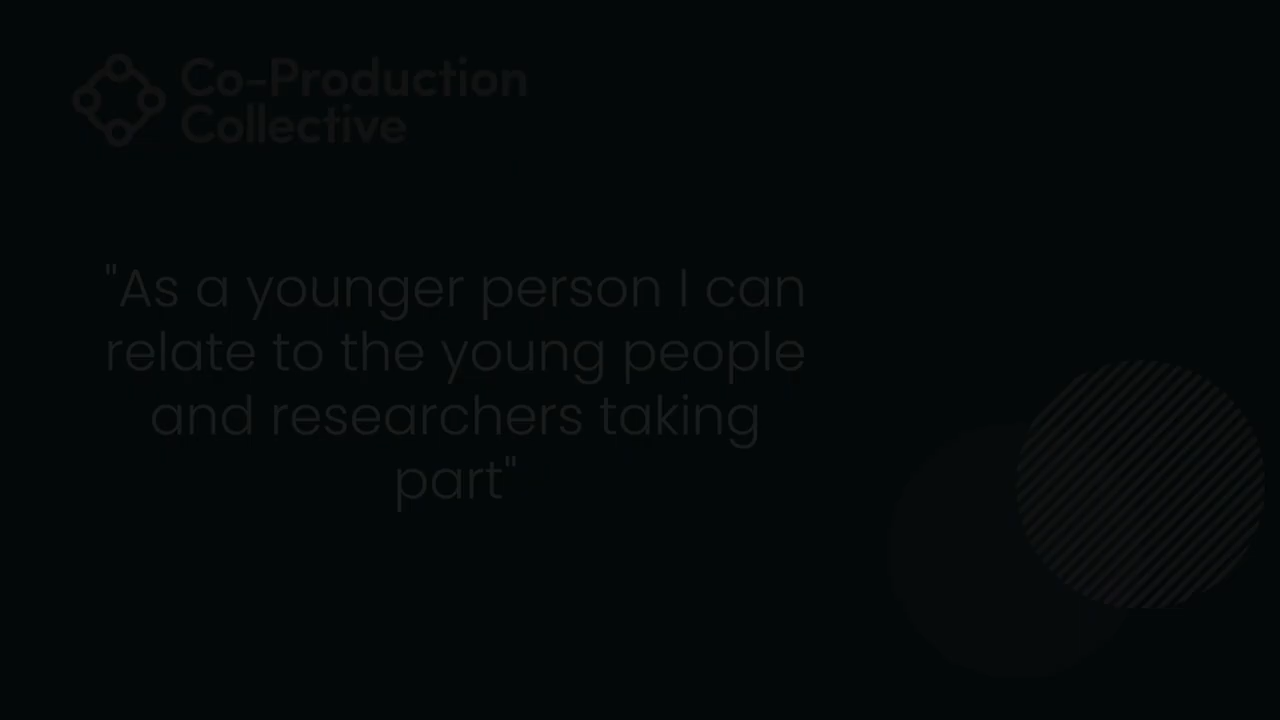 Co-Production
Collective
"As a younger person I can
relate to the young people
and researchers taking
part"